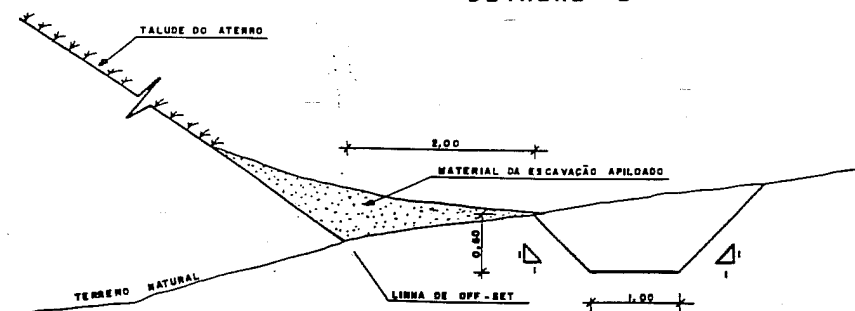 TALUDE DO ATERRO
2,00
MATERIAL DA ESCAVAÇÃO APILOADO
0,60
1
1
1
1
TERRENO NATURAL
LINHA DE OFF-SET
1,00